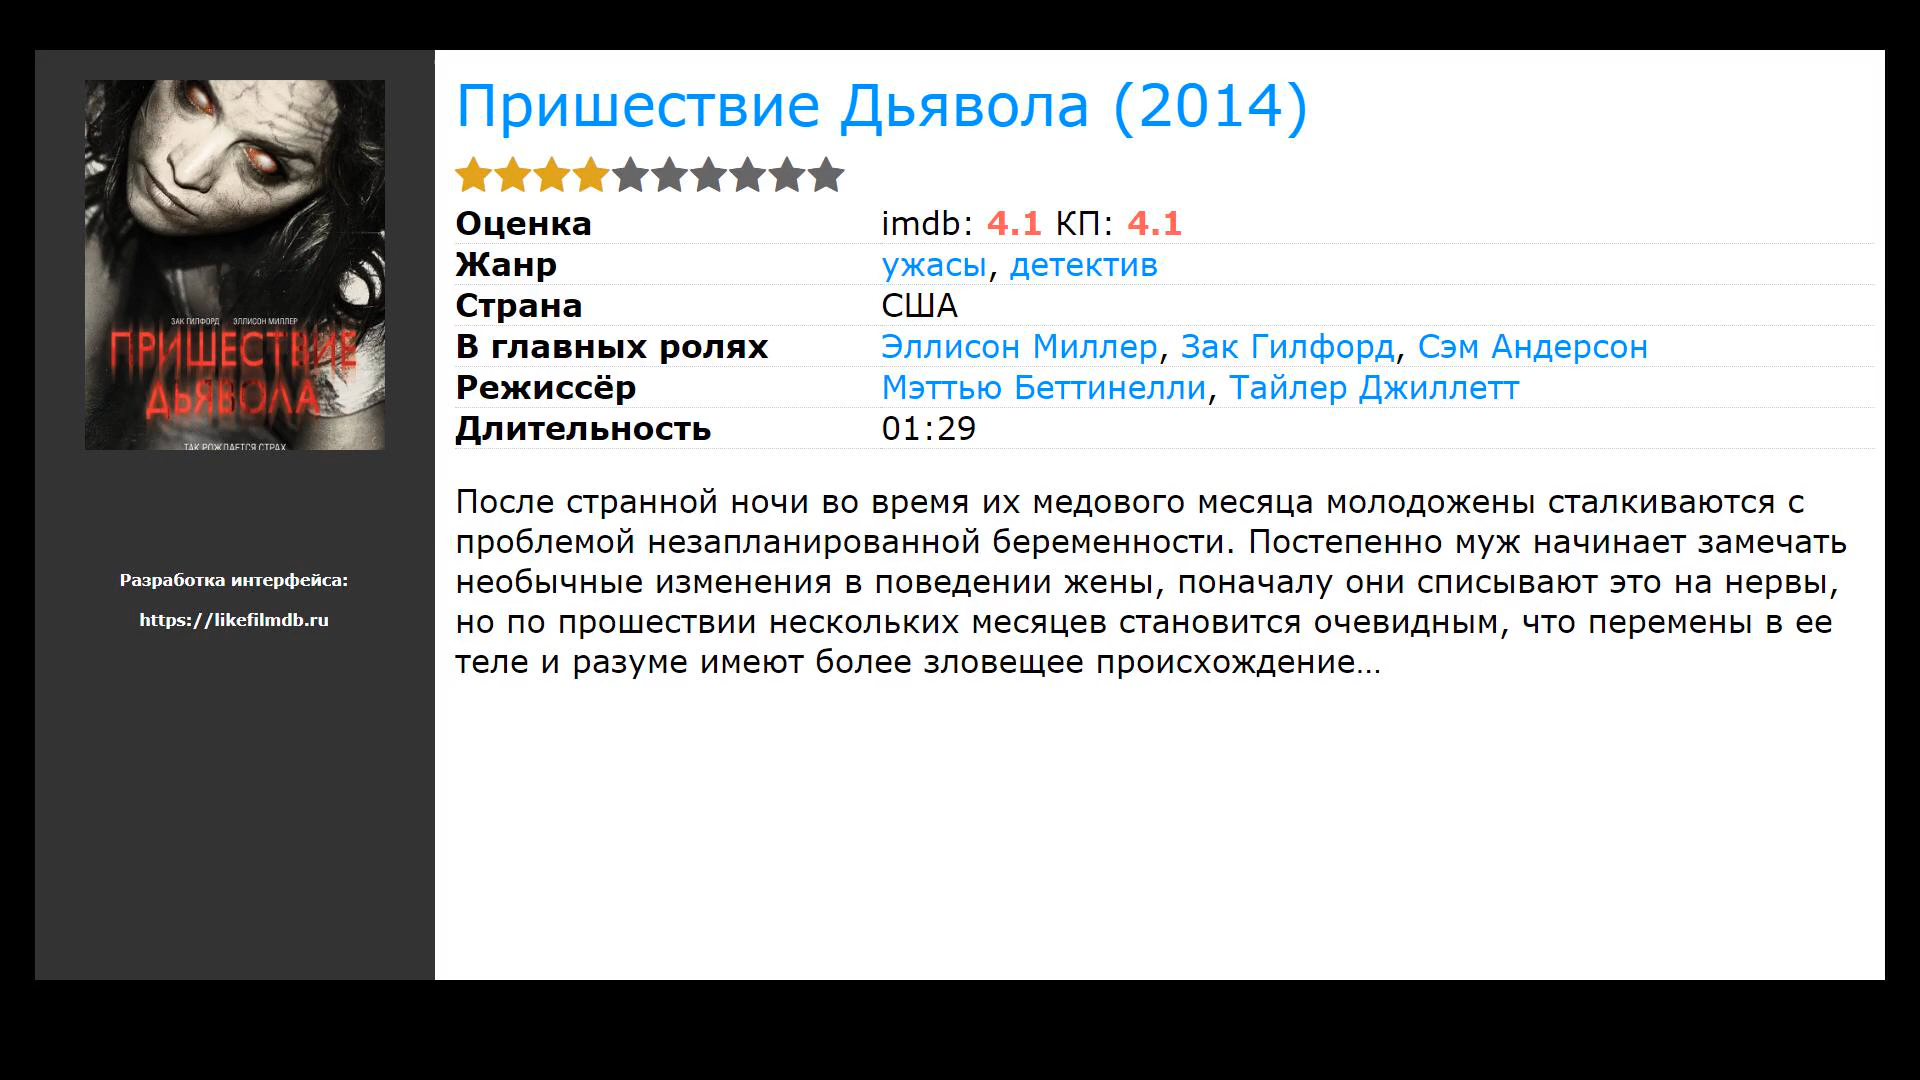 Пришествие Дьявола (2014)
Оценка imdb: 4.1 КП: 4.1
Жанр ужасы, детектив
Страна США
В главных ролях Эллисон Миллер, Зак Гилфорд, Сэм Андерсон
Режиссёр Мэттью Беттинелли, Тайлер Джиллетт
Длительность 01:29
После странной ночи во время их медового месяца молодожены сталкиваются с
проблемой незапланированной беременности. Постепенно муж начинает замечать
необычные изменения в поведении жены, поначалу они списывают это на нервы,
но по прошествии нескольких месяцев становится очевидным, что перемены в ее
теле и разуме имеют более зловещее происхождение...
ЗАК ГИЛФОРД ЭЛЛИСОН МИЛЛЕР
ПРИШЕСТВИЕ
ДЬЯВОЛА
ТАК РОЖДАЕТСЯ СТРАХ
Разработка интерфейса:
https://likefilmdb.ru